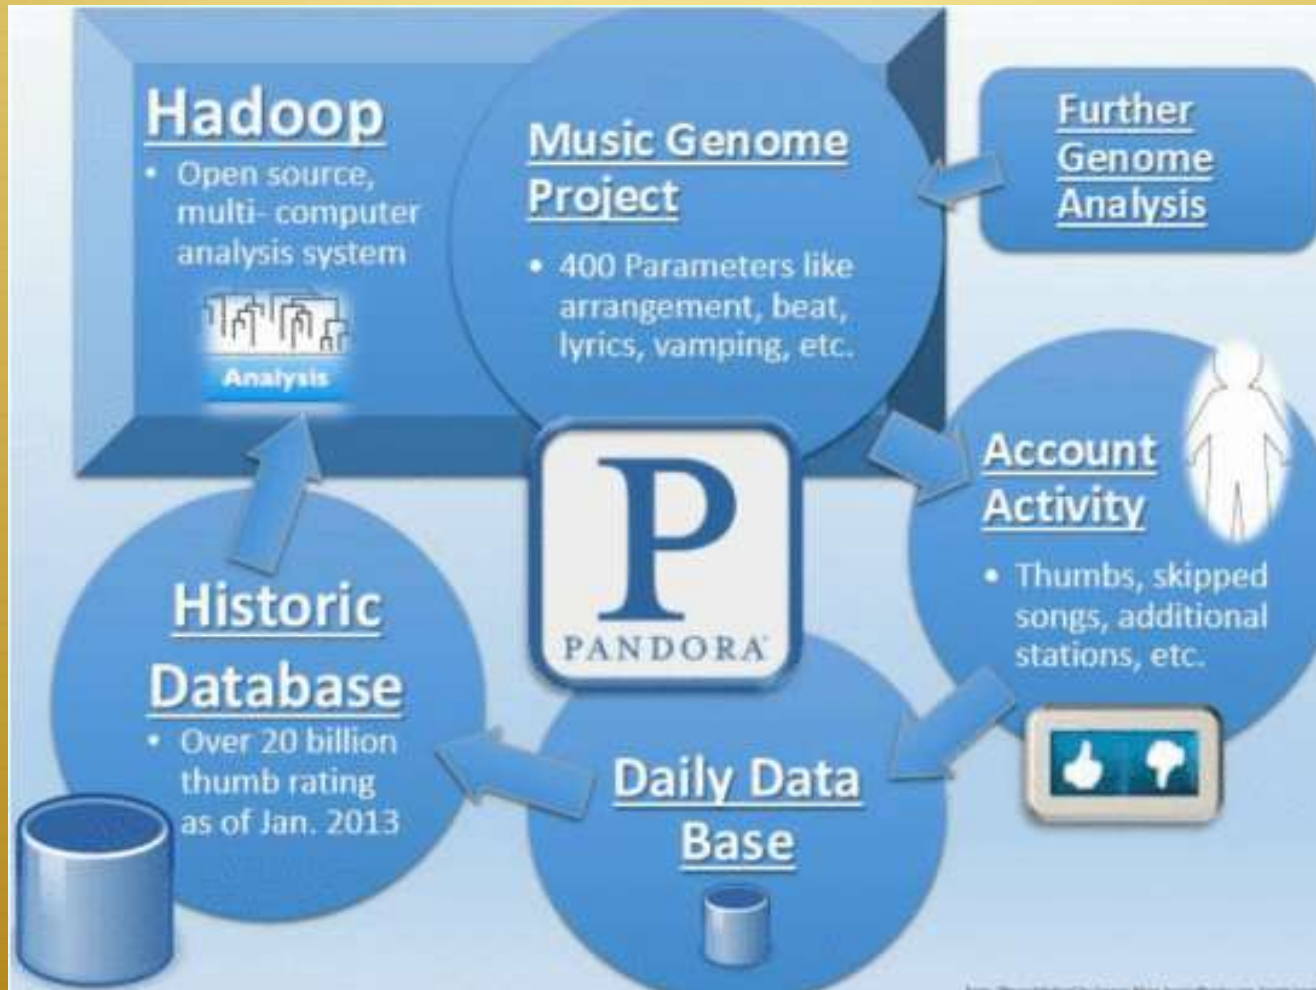 Hadoop
• Open source,
multi- computer
analysis system
Analysis
Music Genome
Project
• 400 Parameters like
arrangement, beat,
lyrics, vamping, etc.
Further
Genome
Analysis
Account
Activity
• Thumbs, skipped
songs, additional
stations, etc.
P
PANDORA
Historic
Database
• Over 20 billion
thumb rating
as of Jan. 2013
Daily Data
Base